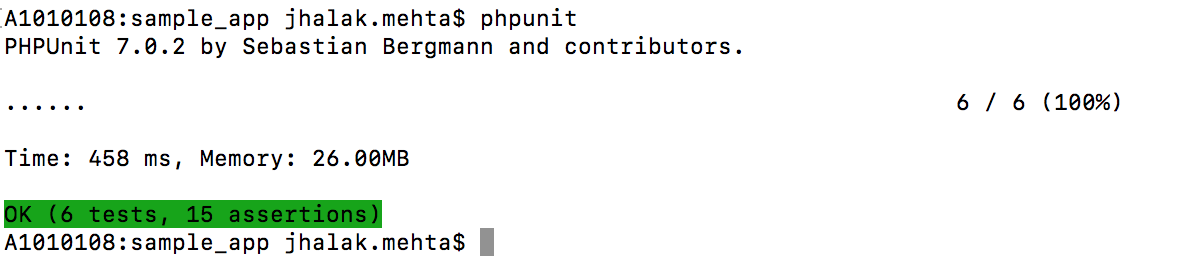 A1010108:sample_app jhalak.mehta$ phpunit
PHPUnit 7.0.2 by Sebastian Bergmann and contributors.
...... 6 / 6 (100%)
Time: 458 ms, Memory: 26.00MB
OK (6 tests, 15 assertions)
A1010108:sample_app jhalak.mehta$